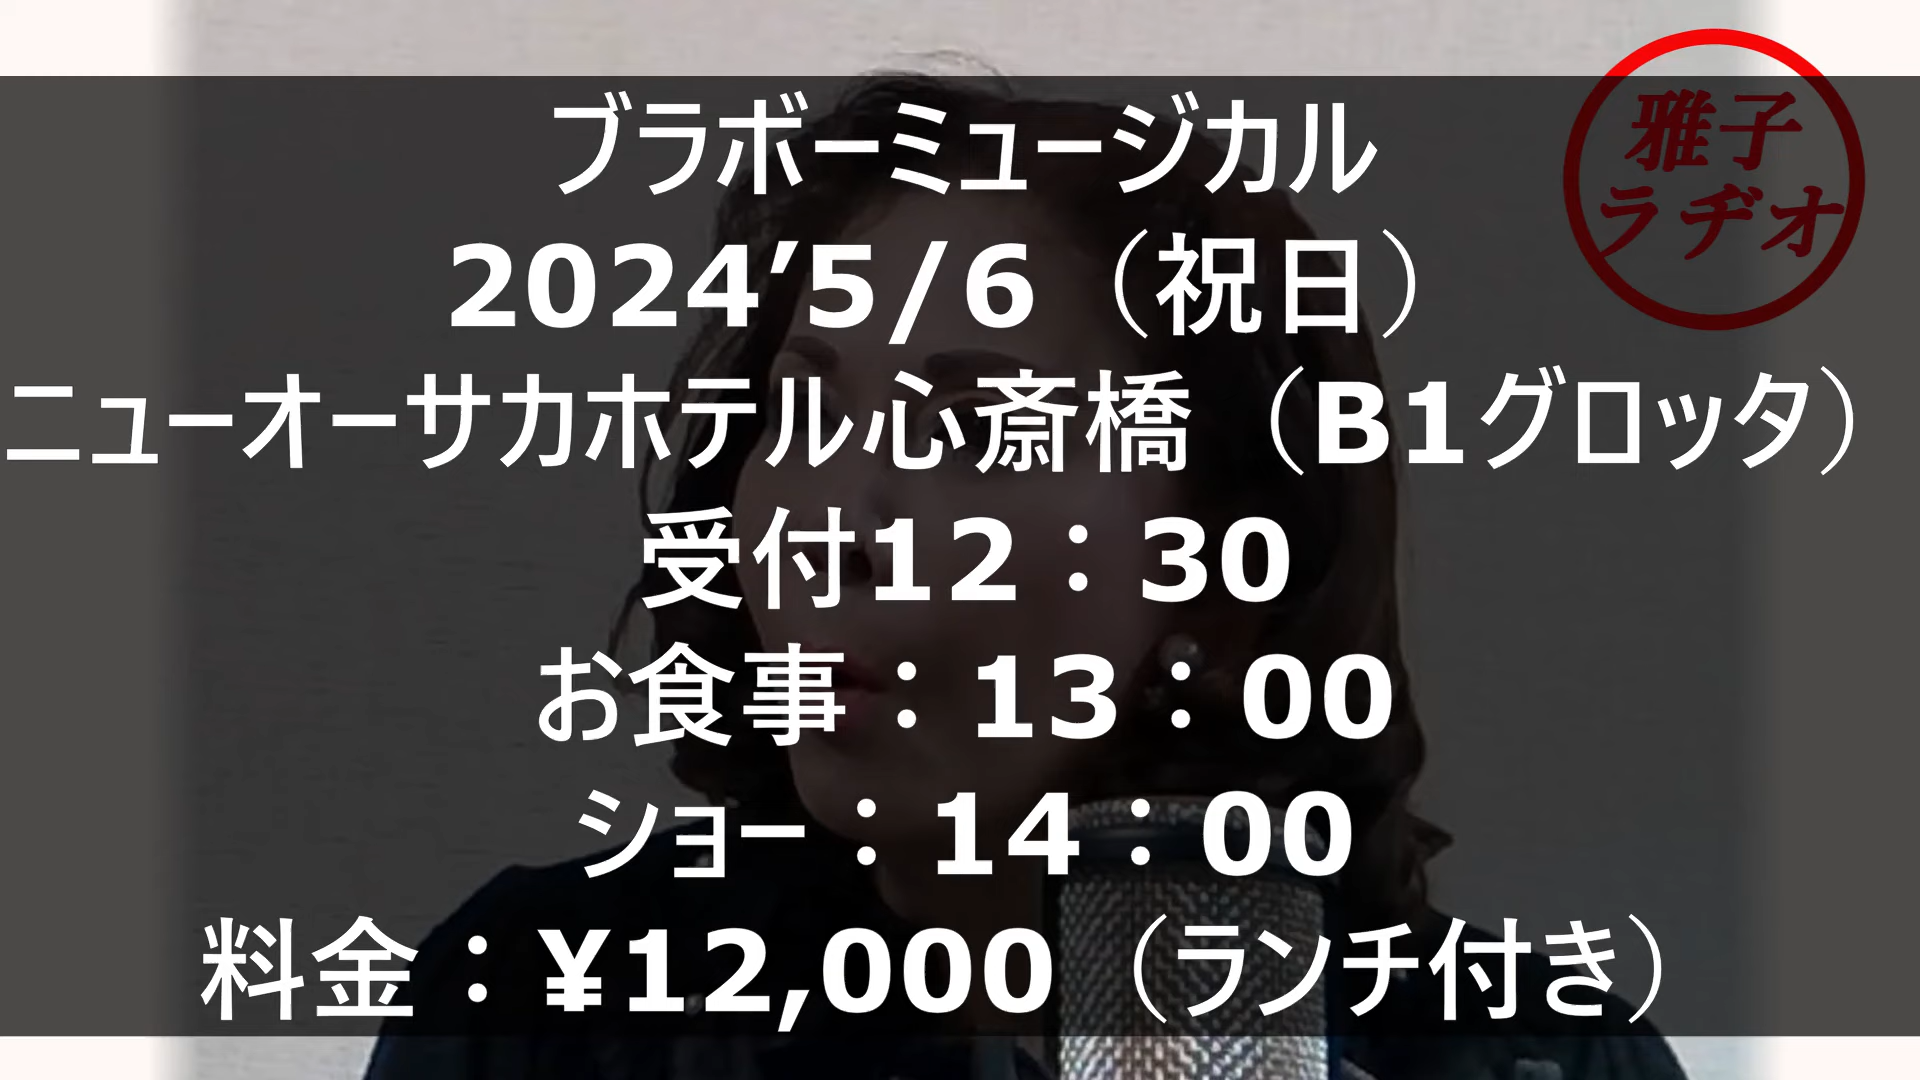 ブラボーミュージカル
2024’5/6（祝日）
ニューオーサカホテル心斎橋（B1グロッタ）
受付12：30
お食事：13：00
ショー：14：00
料金：¥12,000（ランチ付き）
雅子
ラヂオ